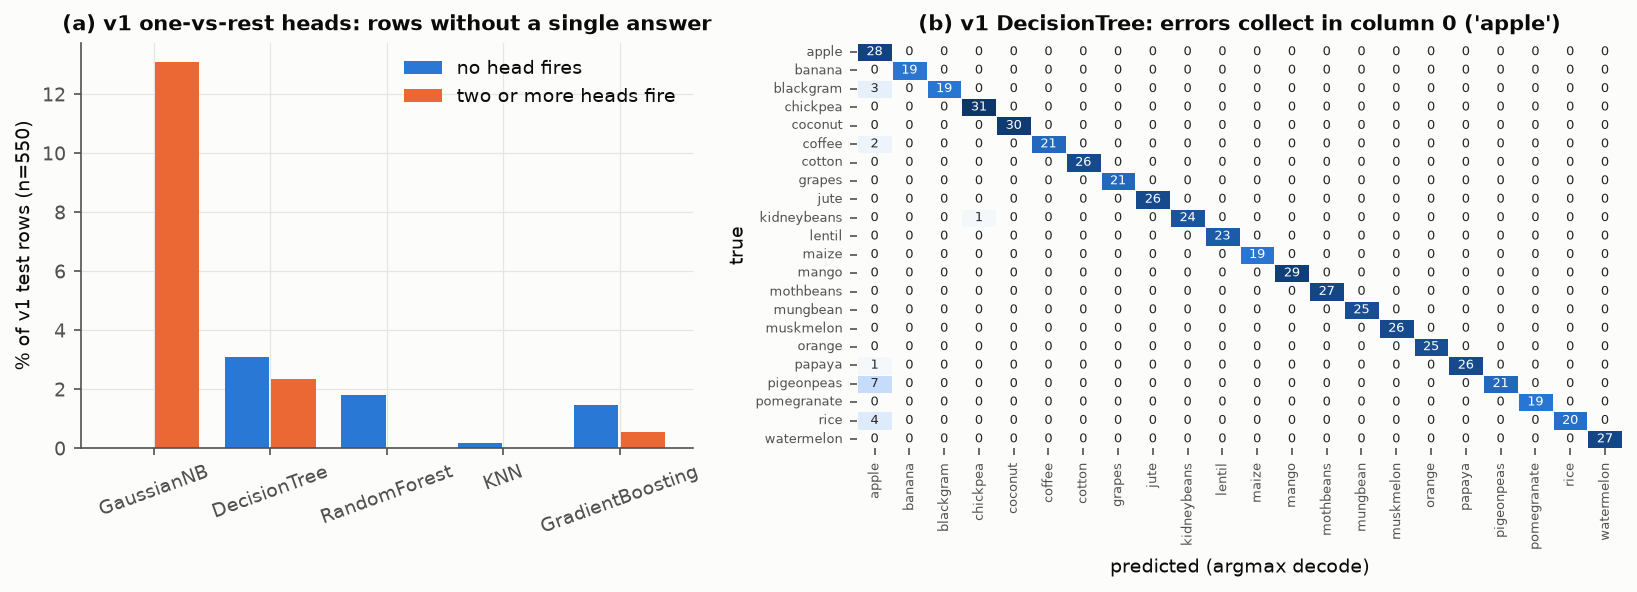 (a) v1 one-vs-rest heads: rows without a single answer
no head fires
two or more heads fire
% of v1 test rows (n=550)
12
10
8
6
4
2
0
GaussianNB
DecisionTree
RandomForest
KNN
GradientBoosting
(b) v1 DecisionTree: errors collect in column 0 ('apple')
true
apple 28 0 0 0 0 0 0 0 0 0 0 0 0 0 0 0 0 0 0 0 0 0
banana 0 19 0 0 0 0 0 0 0 0 0 0 0 0 0 0 0 0 0 0 0 0
blackgram 3 0 19 0 0 0 0 0 0 0 0 0 0 0 0 0 0 0 0 0 0 0
chickpea 0 0 0 31 0 0 0 0 0 0 0 0 0 0 0 0 0 0 0 0 0 0
coconut 0 0 0 0 30 0 0 0 0 0 0 0 0 0 0 0 0 0 0 0 0 0
coffee 2 0 0 0 0 21 0 0 0 0 0 0 0 0 0 0 0 0 0 0 0 0
cotton 0 0 0 0 0 0 26 0 0 0 0 0 0 0 0 0 0 0 0 0 0 0
grapes 0 0 0 0 0 0 0 21 0 0 0 0 0 0 0 0 0 0 0 0 0 0
jute 0 0 0 0 0 0 0 0 26 0 0 0 0 0 0 0 0 0 0 0 0 0
kidneybeans 0 0 0 1 0 0 0 0 0 24 0 0 0 0 0 0 0 0 0 0 0 0
lentil 0 0 0 0 0 0 0 0 0 0 23 0 0 0 0 0 0 0 0 0 0 0
maize 0 0 0 0 0 0 0 0 0 0 0 19 0 0 0 0 0 0 0 0 0 0
mango 0 0 0 0 0 0 0 0 0 0 0 0 29 0 0 0 0 0 0 0 0 0
mothbeans 0 0 0 0 0 0 0 0 0 0 0 0 0 27 0 0 0 0 0 0 0 0
mungbean 0 0 0 0 0 0 0 0 0 0 0 0 0 0 25 0 0 0 0 0 0 0
muskmelon 0 0 0 0 0 0 0 0 0 0 0 0 0 0 0 26 0 0 0 0 0 0
orange 0 0 0 0 0 0 0 0 0 0 0 0 0 0 0 0 25 0 0 0 0 0
papaya 1 0 0 0 0 0 0 0 0 0 0 0 0 0 0 0 0 26 0 0 0 0
pigeonpeas 7 0 0 0 0 0 0 0 0 0 0 0 0 0 0 0 0 0 21 0 0 0
pomegranate 0 0 0 0 0 0 0 0 0 0 0 0 0 0 0 0 0 0 0 19 0 0
rice 4 0 0 0 0 0 0 0 0 0 0 0 0 0 0 0 0 0 0 0 20 0
watermelon 0 0 0 0 0 0 0 0 0 0 0 0 0 0 0 0 0 0 0 0 0 27
apple
banana
blackgram
chickpea
coconut
coffee
cotton
grapes
jute
kidneybeans
lentil
maize
mango
mothbeans
mungbean
muskmelon
orange
papaya
pigeonpeas
pomegranate
rice
watermelon
predicted (argmax decode)